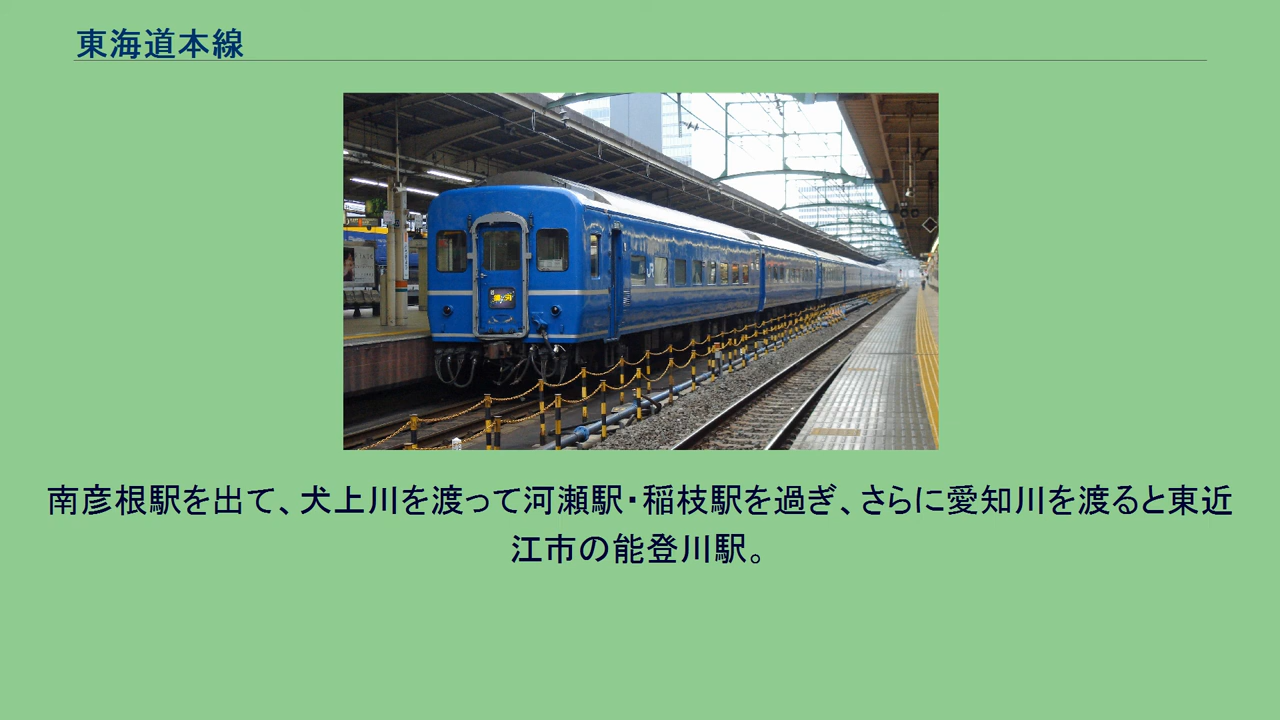 東海道本線
JR
南彦根駅を出て、犬上川を渡って河瀬駅・稲枝駅を過ぎ、さらに愛知川を渡ると東近
江市の能登川駅。